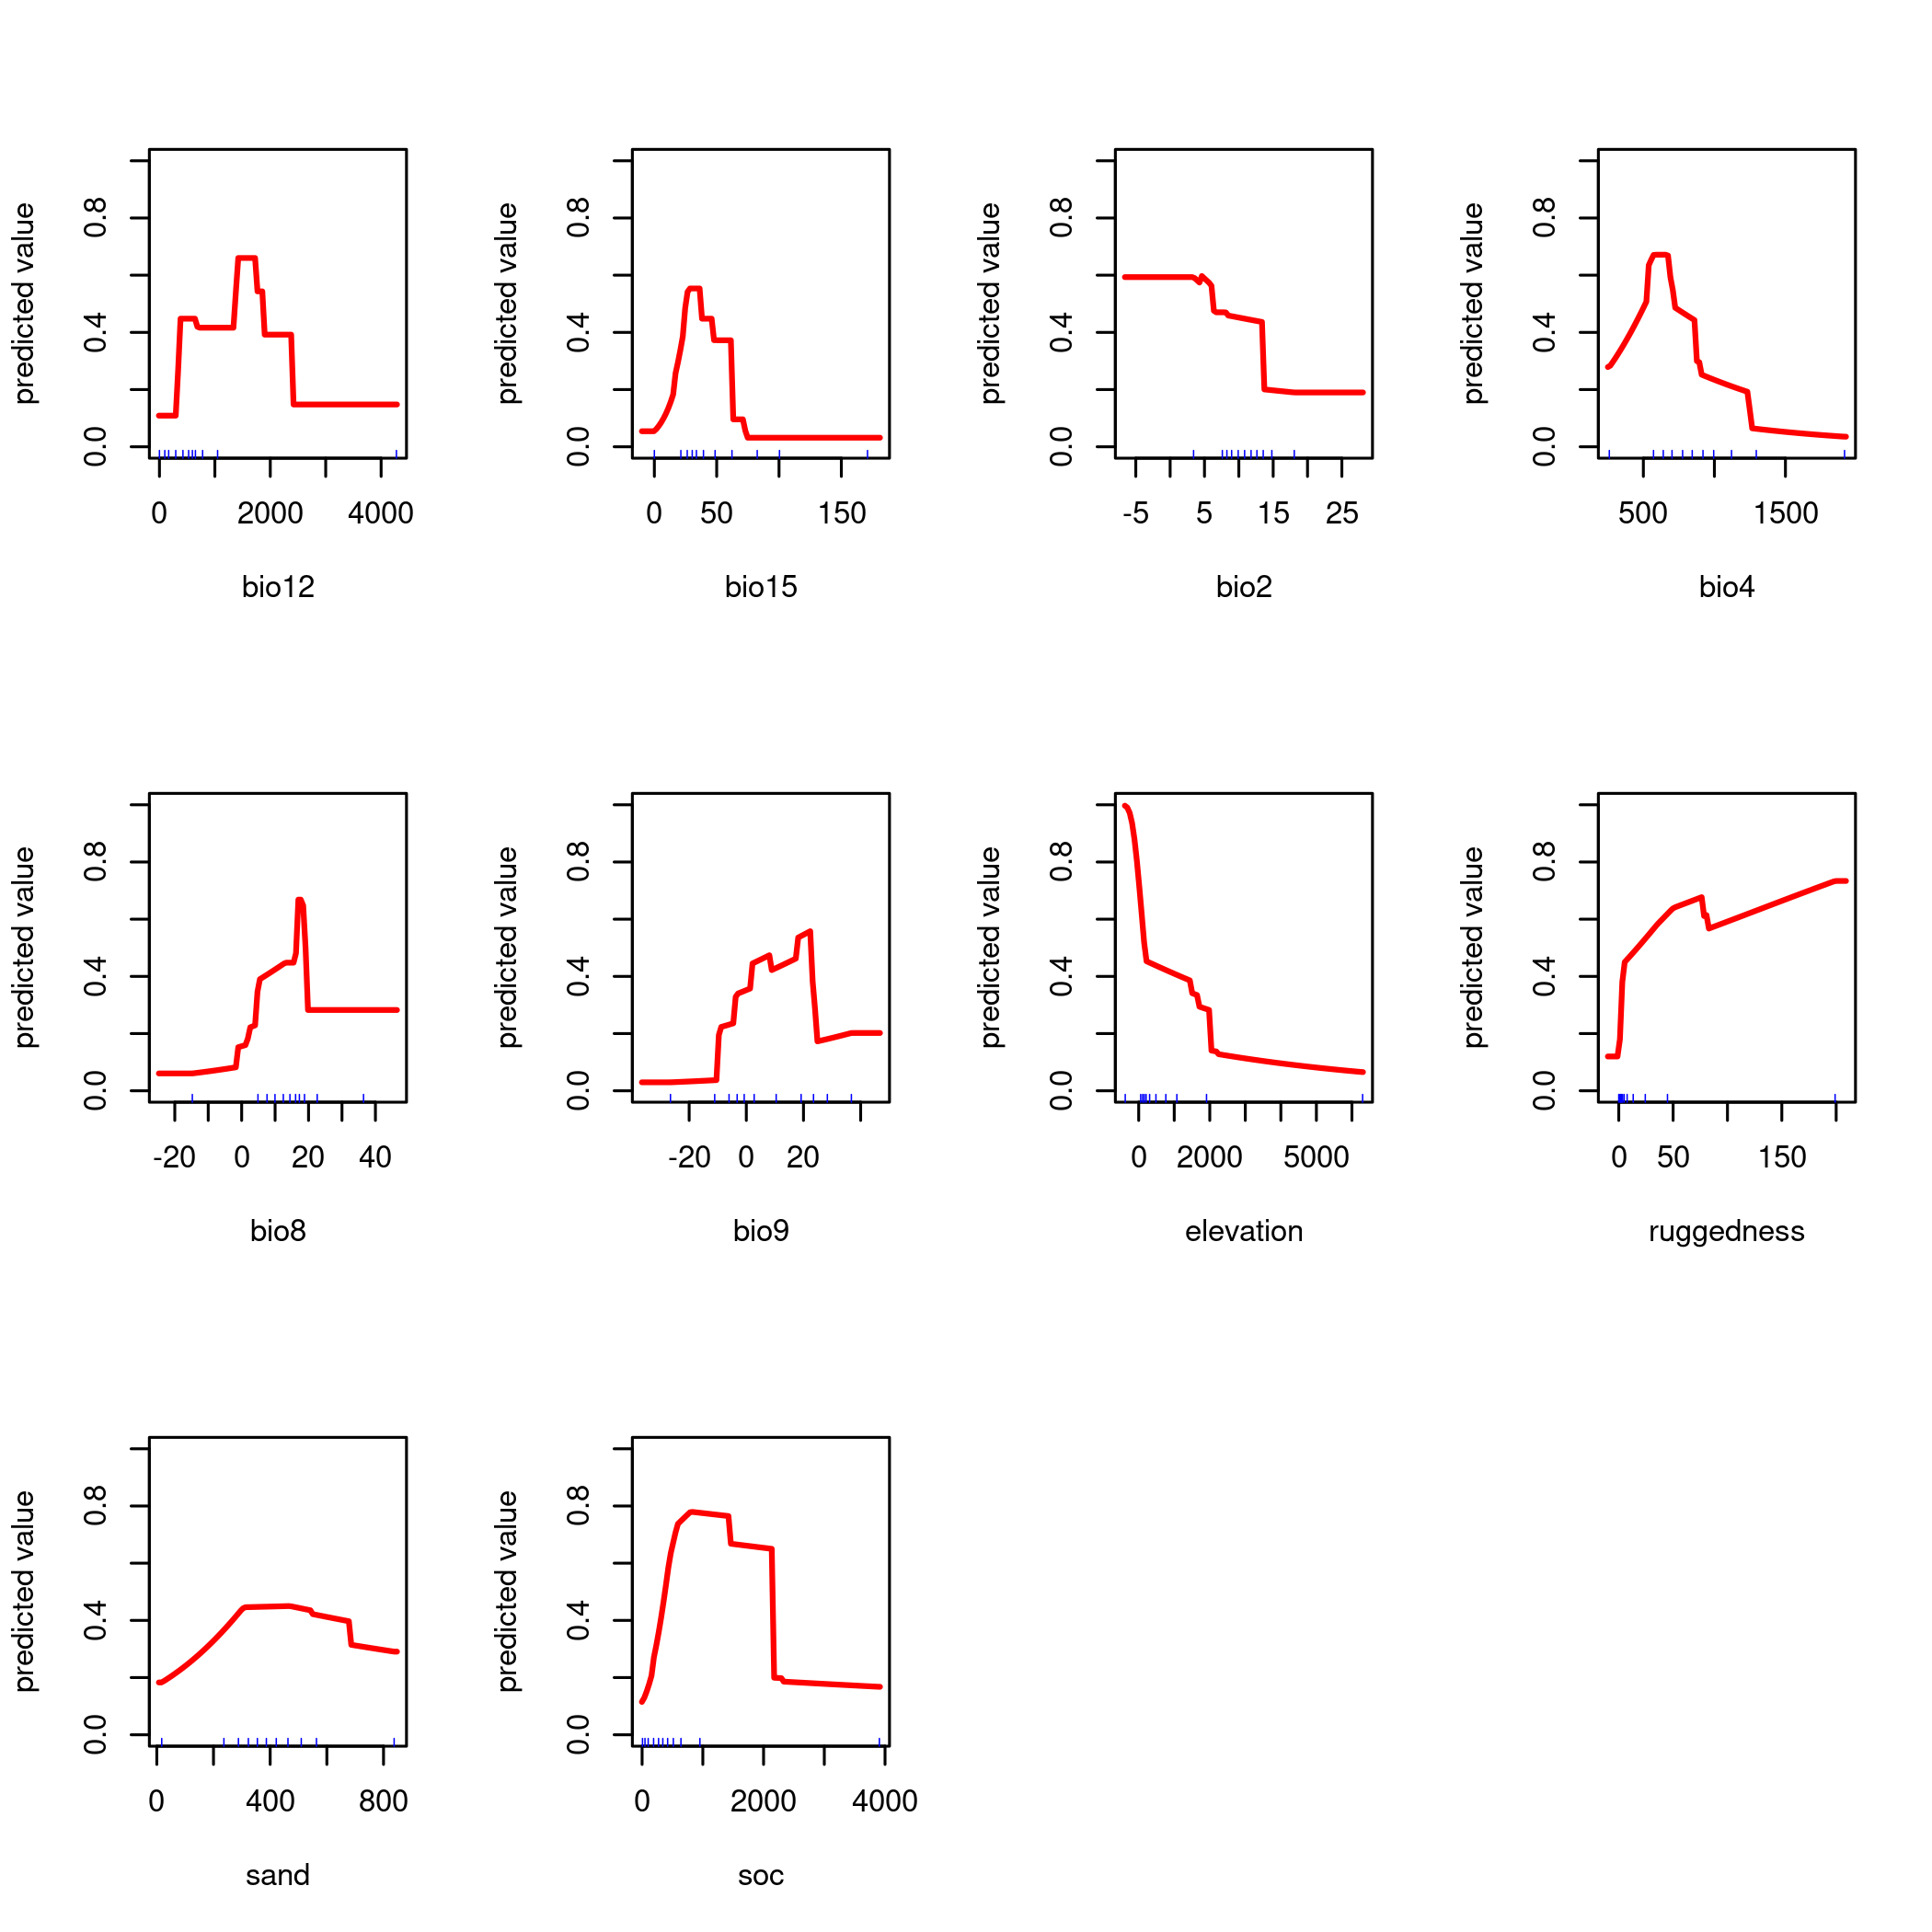 predicted value
0.0 0.4 0.8
0 2000 4000
bio12
predicted value
0.0 0.4 0.8
0 50 150
bio15
predicted value
0.0 0.4 0.8
-5 5 15 25
bio2
predicted value
0.0 0.4 0.8
500 1500
bio4
predicted value
0.0 0.4 0.8
-20 0 20 40
bio8
predicted value
0.0 0.4 0.8
-20 0 20
bio9
predicted value
0.0 0.4 0.8
0 2000 5000
elevation
predicted value
0.0 0.4 0.8
0 50 150
ruggedness
predicted value
0.0 0.4 0.8
0 400 800
sand
predicted value
0.0 0.4 0.8
0 2000 4000
soc